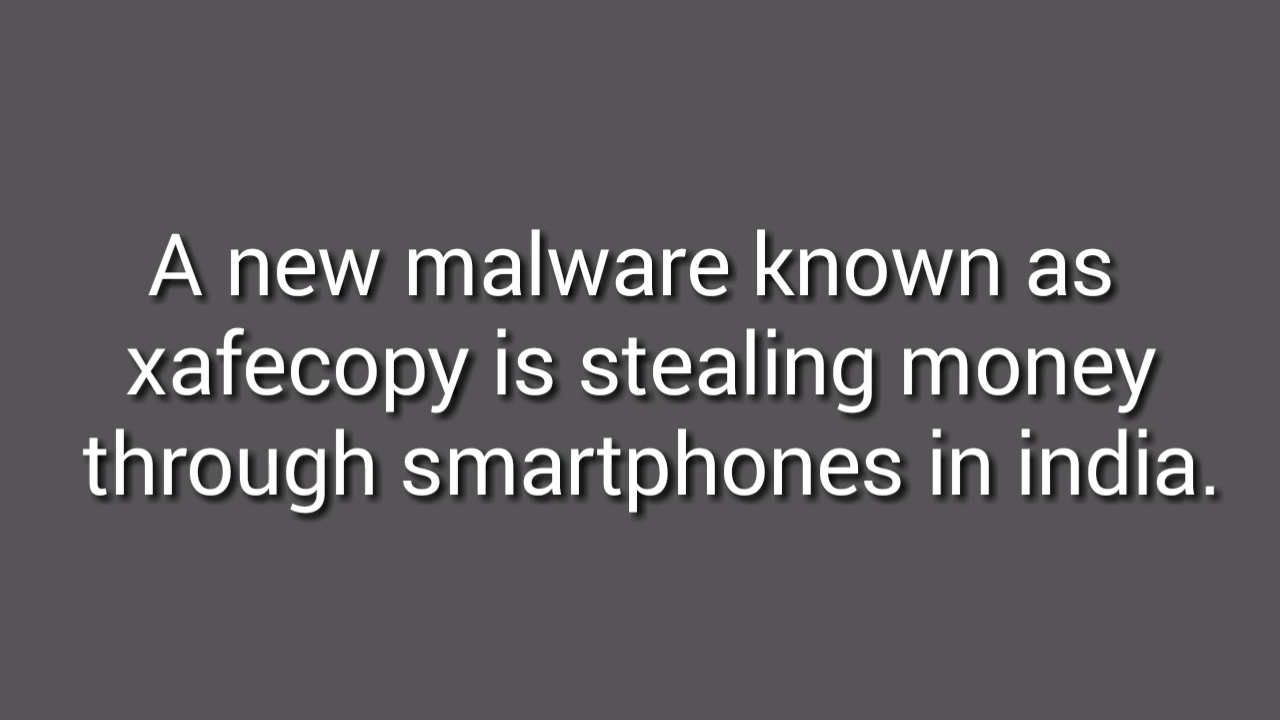 A new malware known as
xafecopy is stealing money
through smartphones in india.